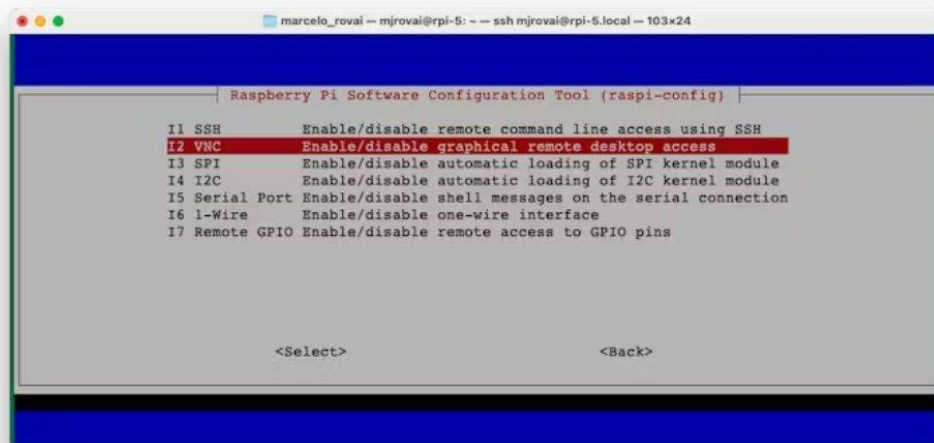 marcelo_rovai — mjrovai@rpi-5: ~ — ssh mjrovai@rpi-5.local — 103×24
Raspberry Pi Software Configuration Tool (raspi-config)
I1 SSH Enable/disable remote command line access using SSH
I2 VNC Enable/disable graphical remote desktop access
I3 SPI Enable/disable automatic loading of SPI kernel module
I4 I2C Enable/disable automatic loading of I2C kernel module
I5 Serial Port Enable/disable shell messages on the serial connection
I6 1-Wire Enable/disable one-wire interface
I7 Remote GPIO Enable/disable remote access to GPIO pins
<Select> <Back>